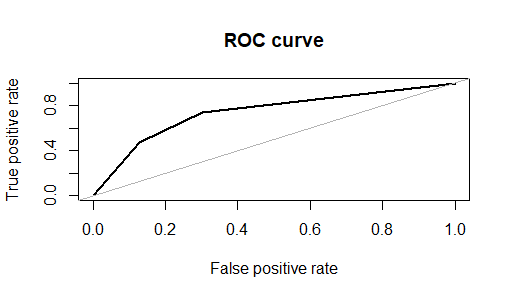 ROC curve
True positive rate
0.0 0.4 0.8
0.0 0.2 0.4 0.6 0.8 1.0
False positive rate